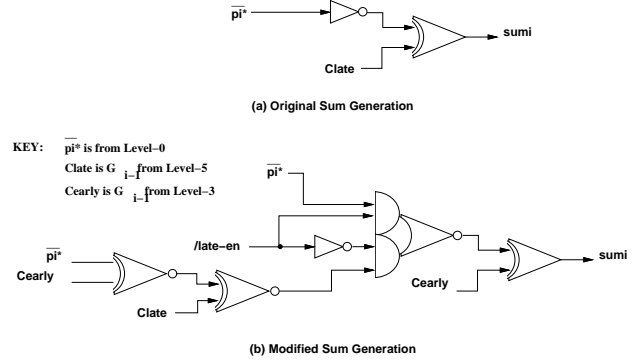 pi*
sumi
Clate
(a) Original Sum Generation
KEY: pi* is from Level−0
Clate is G i−1 from Level−5
Cearly is G i−1 from Level−3
pi*
/late−en
pi*
Cearly
Clate
Cearly
sumi
(b) Modified Sum Generation